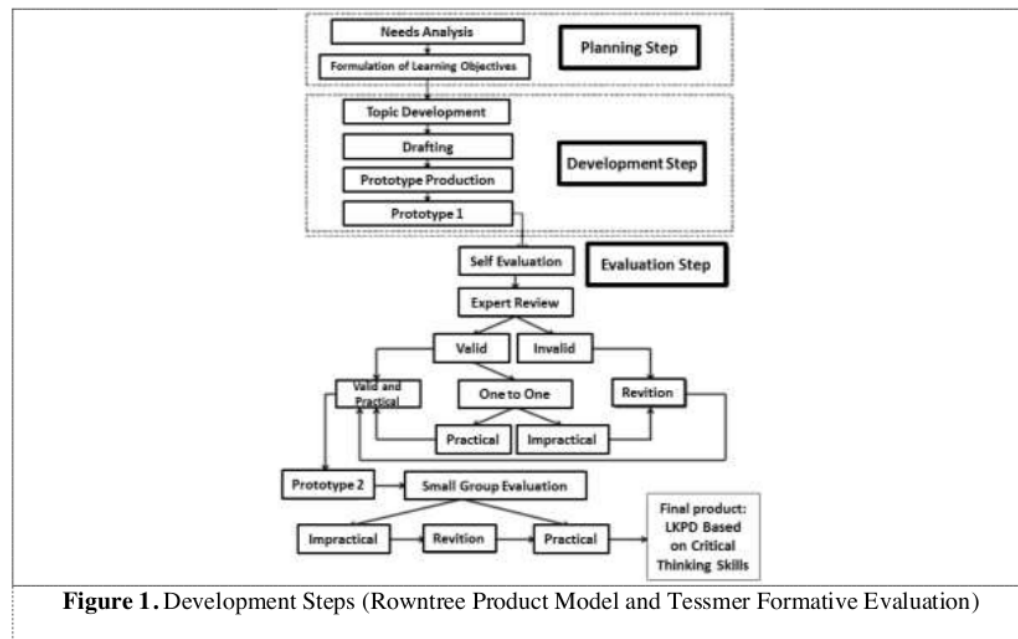 Needs Analysis
Planning Step
Formulation of Learning Objectives
Topic Development
Drafting
Development Step
Prototype Production
Prototype 1
Self Evaluation
Evaluation Step
Expert Review
Valid
Invalid
Valid and
Practical
One to One
Revition
Practical
Impractical
Prototype 2
Small Group Evaluation
Final product:
LKPD Based
on Critical
Thinking Skills
Impractical
Revition
Practical
Figure 1. Development Steps (Rowntree Product Model and Tessmer Formative Evaluation)